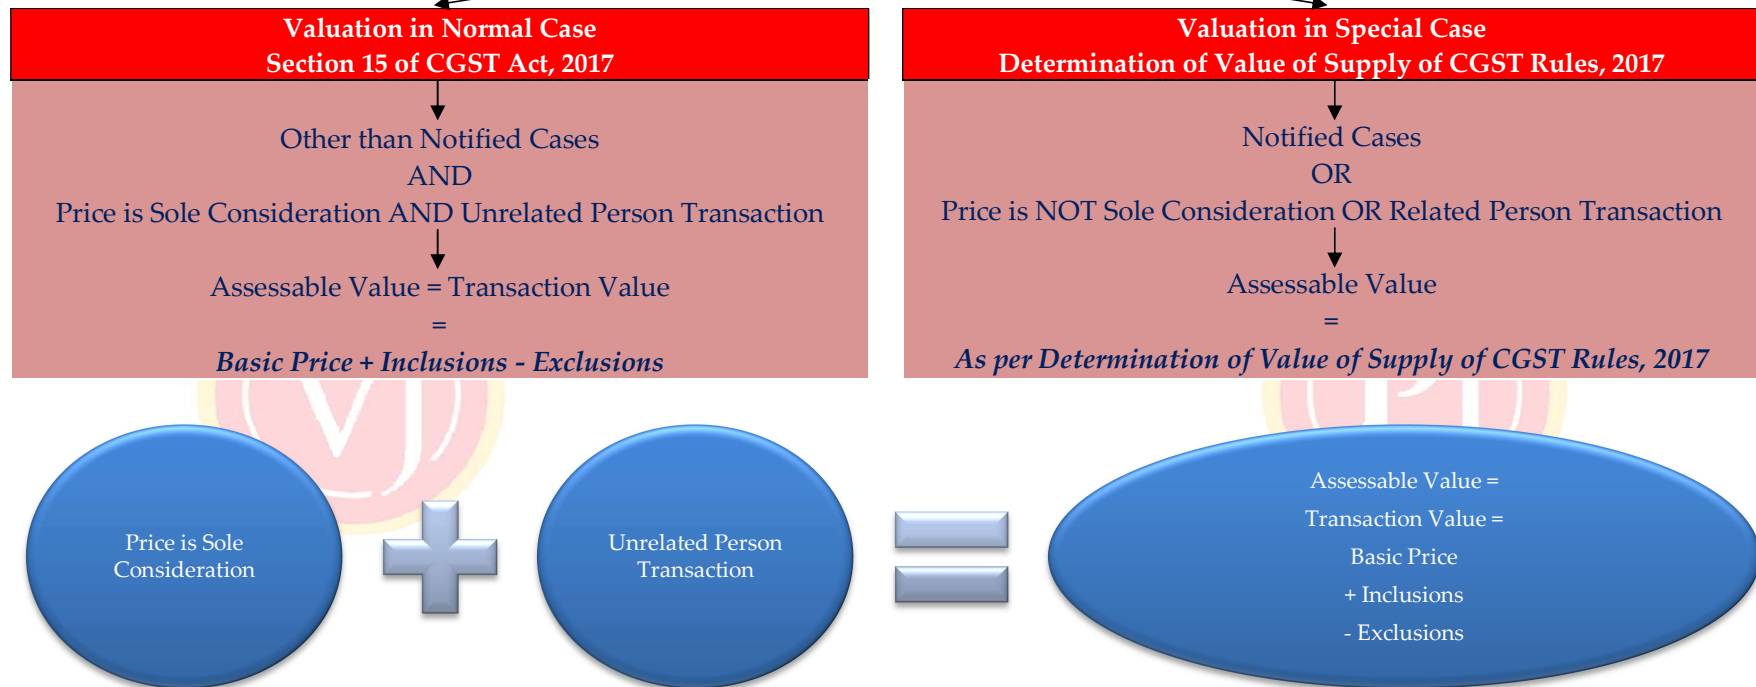 Valuation in Normal Case
Section 15 of CGST Act, 2017
Other than Notified Cases
AND
Price is Sole Consideration AND Unrelated Person Transaction
Assessable Value = Transaction Value
=
Basic Price + Inclusions - Exclusions
Valuation in Special Case
Determination of Value of Supply of CGST Rules, 2017
Notified Cases
OR
Price is NOT Sole Consideration OR Related Person Transaction
Assessable Value
=
As per Determination of Value of Supply of CGST Rules, 2017
VJ
Price is Sole
Consideration
Unrelated Person
Transaction
Assessable Value =
Transaction Value =
Basic Price
+ Inclusions
- Exclusions